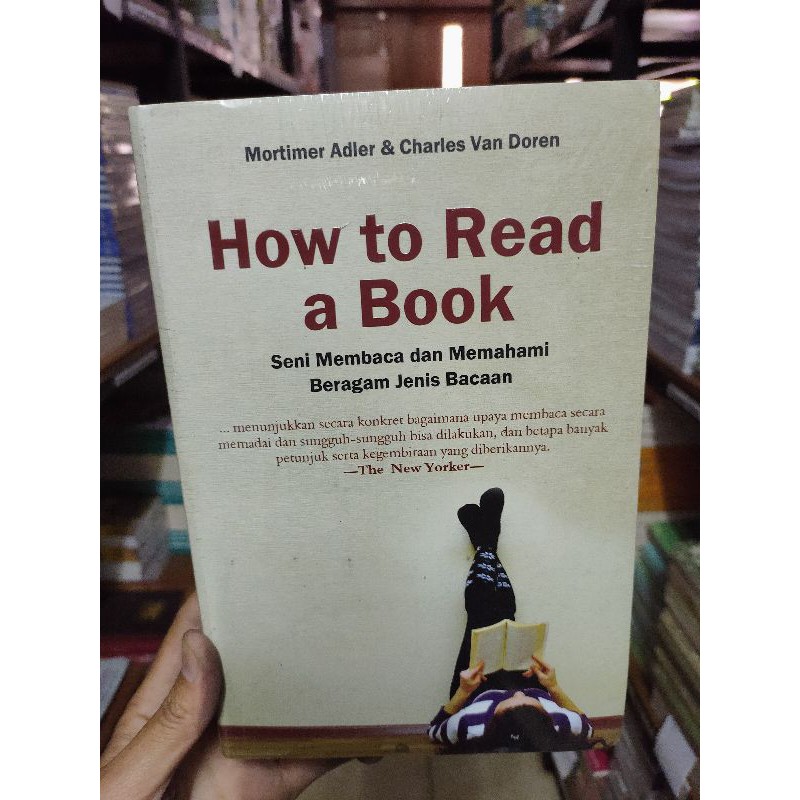 Mortimer Adler & Charles Van Doren
How to Read
a Book
Seni Membaca dan Memahami
Beragam Jenis Bacaan
... menunjukkan secara konkret bagaimana upaya membaca secara
memadai dan sungguh-sungguh bisa dilakukan, dan betapa banyak
petunjuk serta kegembiraan yang diberikannya.
—The New Yorker—